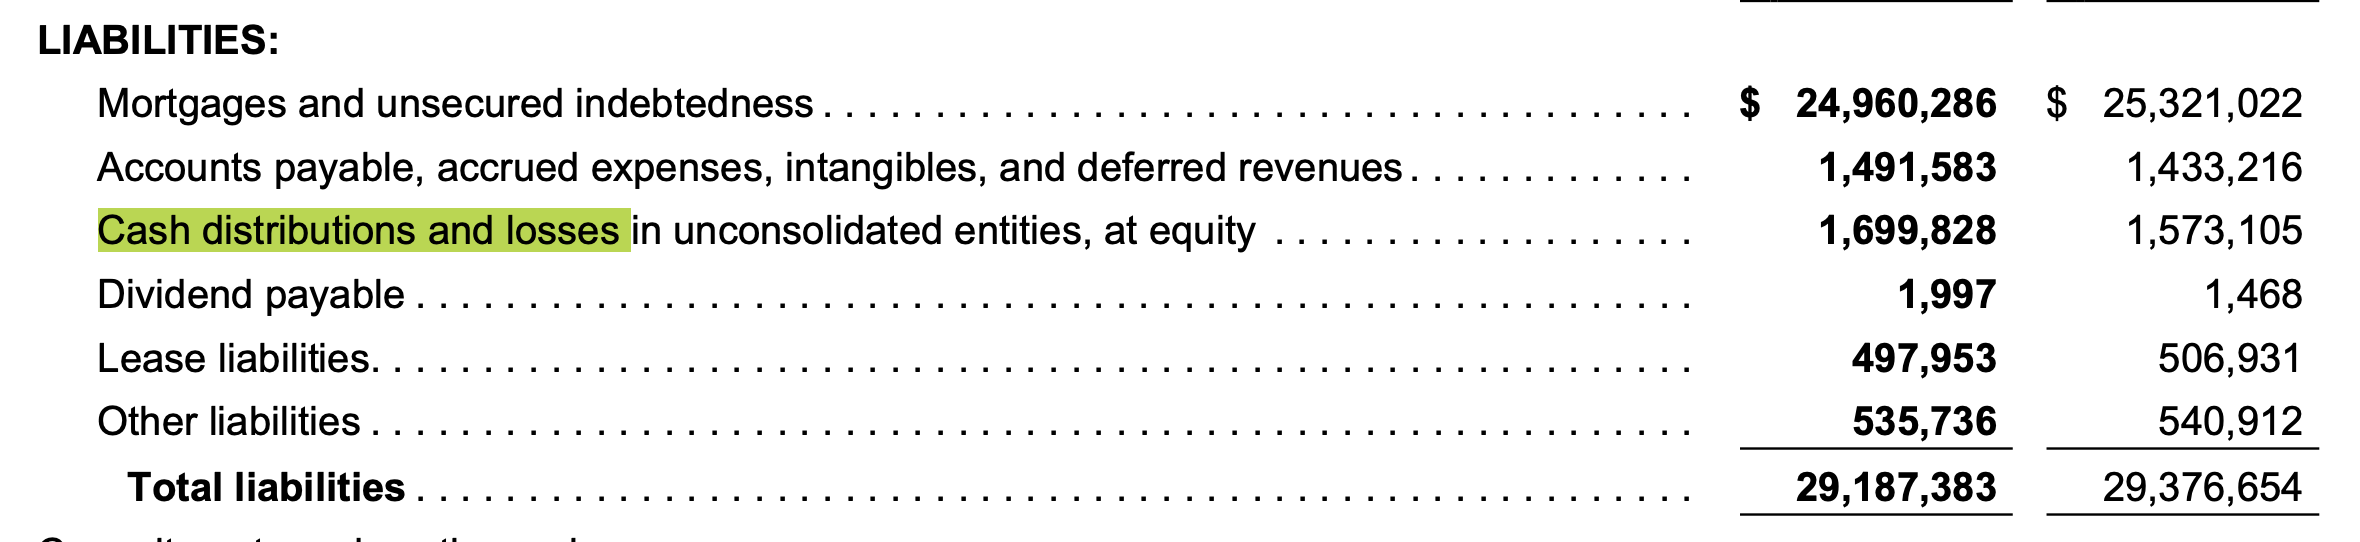 LIABILITIES:
Mortgages and unsecured indebtedness . . . . . . . . . . . . . . . . . . . . . . . . . . . . . . . . . . . . . . . $ 24,960,286 $ 25,321,022
Accounts payable, accrued expenses, intangibles, and deferred revenues . . . . . . . . . . . . . 1,491,583 1,433,216
Cash distributions and losses in unconsolidated entities, at equity . . . . . . . . . . . . . . . . . . . 1,699,828 1,573,105
Dividend payable . . . . . . . . . . . . . . . . . . . . . . . . . . . . . . . . . . . . . . . . . . . . . . . . . . . . . . . . . 1,997 1,468
Lease liabilities. . . . . . . . . . . . . . . . . . . . . . . . . . . . . . . . . . . . . . . . . . . . . . . . . . . . . . . . . . . 497,953 506,931
Other liabilities . . . . . . . . . . . . . . . . . . . . . . . . . . . . . . . . . . . . . . . . . . . . . . . . . . . . . . . . . . . 535,736 540,912
Total liabilities . . . . . . . . . . . . . . . . . . . . . . . . . . . . . . . . . . . . . . . . . . . . . . . . . . . . . . . . . 29,187,383 29,376,654